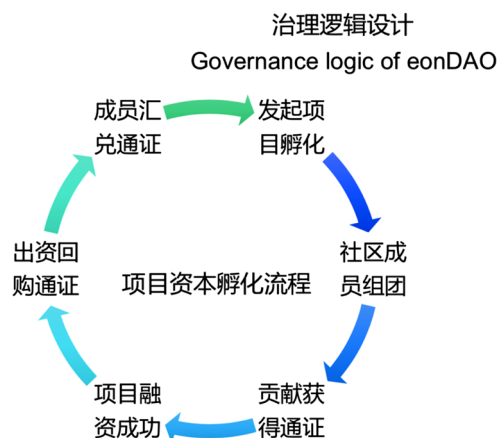 治理逻辑设计
Governance logic of eonDAO
成员汇
兑通证
发起项
目孵化
社区成
员组团
贡献获
得通证
项目融
资成功
出资回
购通证
项目资本孵化流程